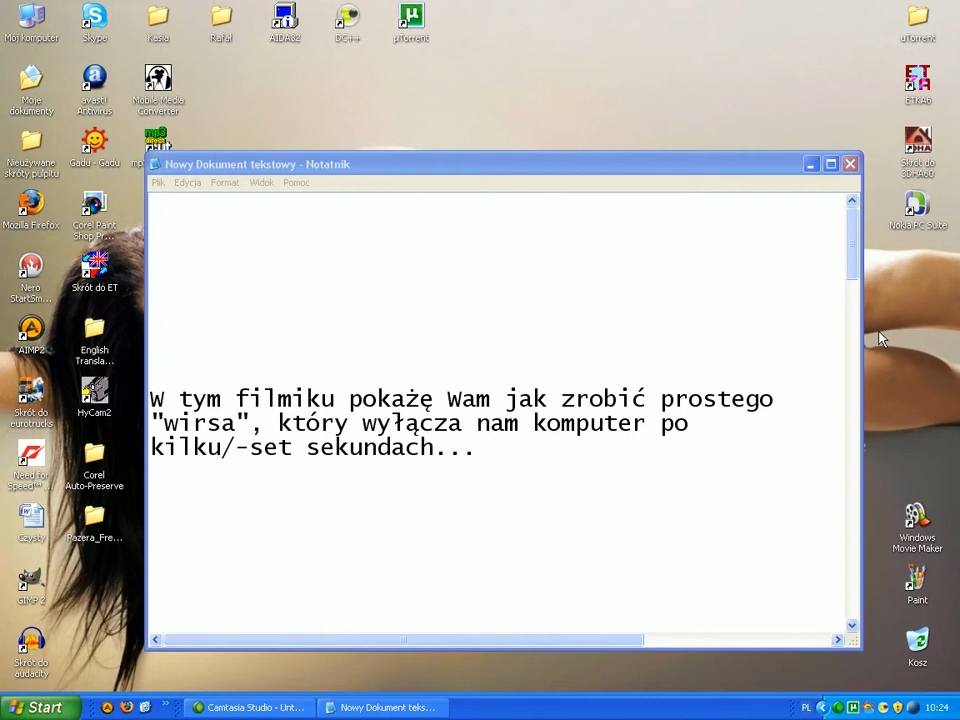 Mój komputer
Skype
Kasia
Rafał
AIDA32
DC++
µTorrent
uTorrent
Moje
dokumenty
avast!
Antivirus
Mobile Media
Converter
ETKA6
Nieużywane
skróty pulpitu
Gadu - Gadu
Skrót do
3DHA60
Mozilla Firefox
Corel Paint
Shop Pr...
Nokia PC Suite
Nero
StartSm...
Skrót do ET
AIMP2
English
Transla...
Skrót do
eurotrucks
HyCam2
Need for
Speed™ ...
Corel
Auto-Preserve
Czysty
Pazera_Fre...
Windows
Movie Maker
GIMP 2
Paint
Skrót do
audacity
Kosz
Nowy Dokument tekstowy - Notatnik
Plik Edycja Format Widok Pomoc
W tym filmiku pokażę Wam jak zrobić prostego
"wirsa", który wyłącza nam komputer po
kilku/-set sekundach...
Start
Camtasia Studio - Unt...
Nowy Dokument teks...
PL
10:24